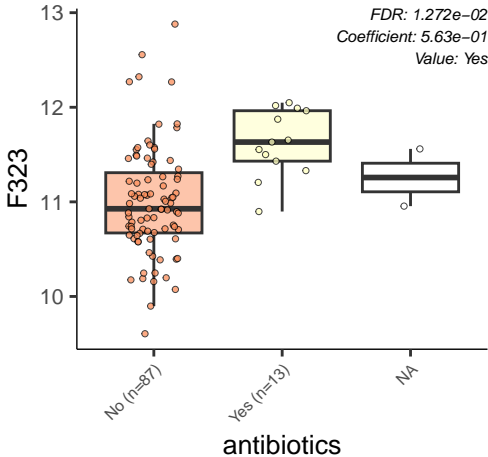 FDR: 1.272e−02
Coefficient: 5.63e−01
Value: Yes
13
12
11
10
F323
No (n=87)
Yes (n=13)
NA
antibiotics